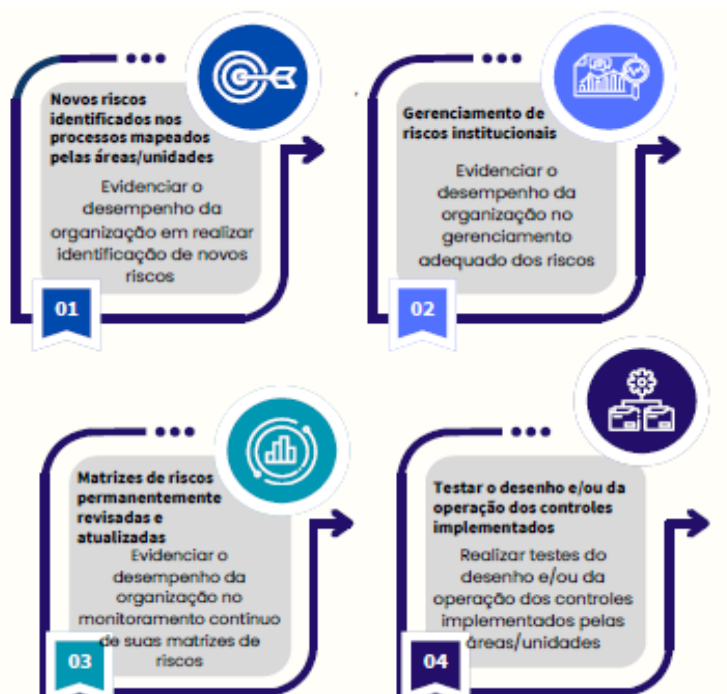 Novos riscos
identificados nos
processos mapeados
pelas áreas/unidades
Evidenciar o
desempenho da
organização em realizar
identificação de novos
riscos
01
Gerenciamento de
riscos institucionais
Evidenciar o
desempenho da
organização no
gerenciamento
adequado dos riscos
02
Matrizes de riscos
permanentemente
revisadas e
atualizadas
Evidenciar o
desempenho da
organização no
monitoramento contínuo
de suas matrizes de
riscos
03
Testar o desenho e/ou da
operação dos controles
implementados
Realizar testes do
desenho e/ou da
operação dos controles
implementados pelas
áreas/unidades
04